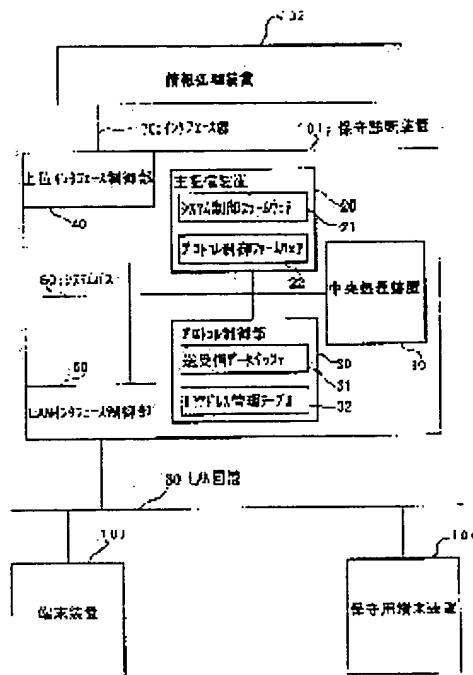 102
情報処理装置
70:インタフェース部
101:保守診断装置
上位インタフェース制御部
40
主記憶装置
20
システム制御ファームウェア
21
プロトコル制御ファームウェア
22
60:システムバス
中央処理装置
10
プロトコル制御部
30
送受信データバッファ
31
アドレス管理テーブル
32
50
LANインタフェース制御部
80 LAN回線
103
端末装置
104
保守用端末装置